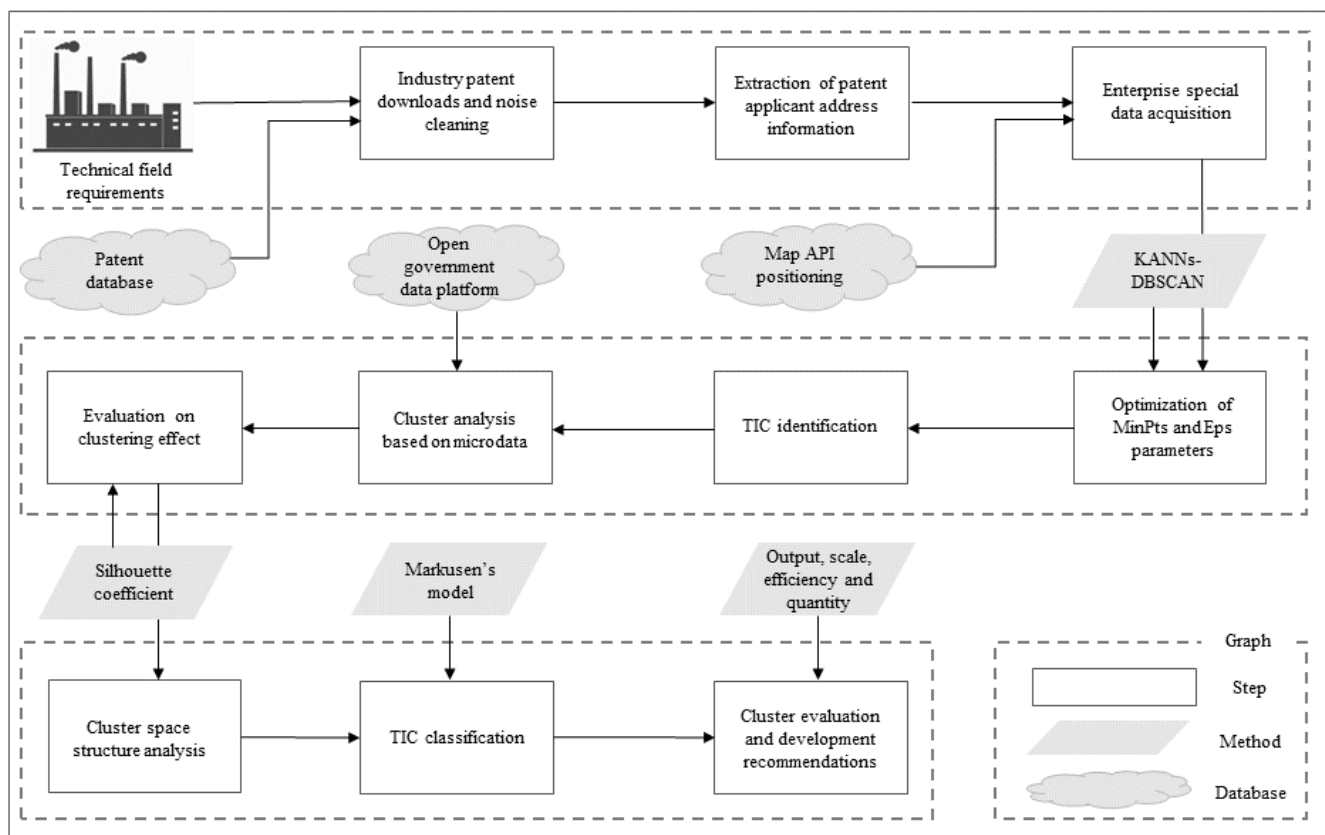 Technical field
requirements
Industry patent
downloads and noise
cleaning
Extraction of patent
applicant address
information
Enterprise special
data acquisition
Patent
database
Open
government
data platform
Map API
positioning
KANNs-
DBSCAN
Evaluation on
clustering effect
Cluster analysis
based on microdata
TIC identification
Optimization of
MinPts and Eps
parameters
Silhouette
coefficient
Markusen's
model
Output, scale,
efficiency and
quantity
Cluster space
structure analysis
TIC classification
Cluster evaluation
and development
recommendations
Graph
Step
Method
Database